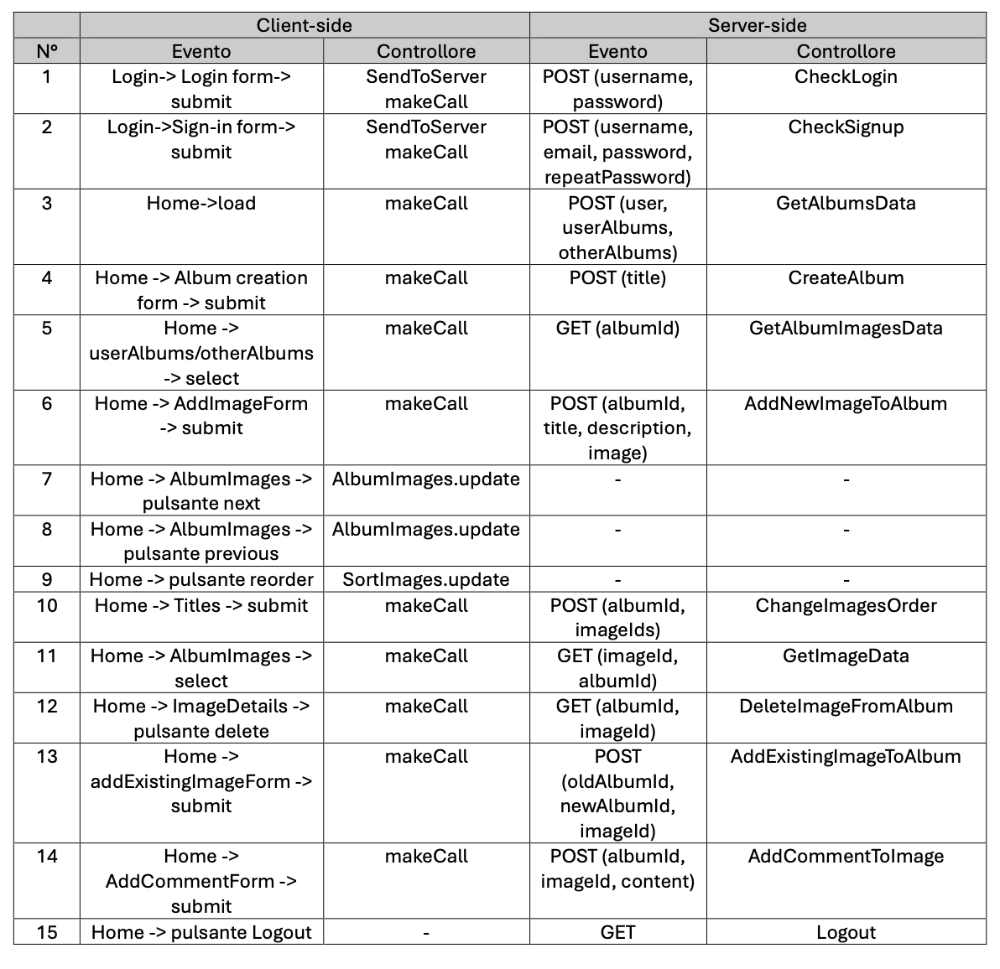 Client-side Server-side
N° Evento Controllore Evento Controllore
1 Login-> Login form-> SendToServer POST (username, CheckLogin
submit makeCall password)
2 Login->Sign-in form-> SendToServer POST (username, CheckSignup
submit makeCall email, password,
repeatPassword)
3 Home->load makeCall POST (user, GetAlbumsData
userAlbums,
otherAlbums)
4 Home -> Album creation makeCall POST (title) CreateAlbum
form -> submit
5 Home -> makeCall GET (albumId) GetAlbumImagesData
userAlbums/otherAlbums
-> select
6 Home -> AddImageForm makeCall POST (albumId, AddNewImageToAlbum
-> submit title, description,
image)
7 Home -> AlbumImages -> AlbumImages.update - -
pulsante next
8 Home -> AlbumImages -> AlbumImages.update - -
pulsante previous
9 Home -> pulsante reorder SortImages.update - -
10 Home -> Titles -> submit makeCall POST (albumId, ChangeImagesOrder
imageIds)
11 Home -> AlbumImages -> makeCall GET (imageId, GetImageData
select albumId)
12 Home -> ImageDetails -> makeCall GET (albumId, DeleteImageFromAlbum
pulsante delete imageId)
13 Home -> makeCall POST AddExistingImageToAlbum
addExistingImageForm -> (oldAlbumId,
submit newAlbumId,
imageId)
14 Home -> makeCall POST (albumId, AddCommentToImage
AddCommentForm -> imageId, content)
submit
15 Home -> pulsante Logout - GET Logout